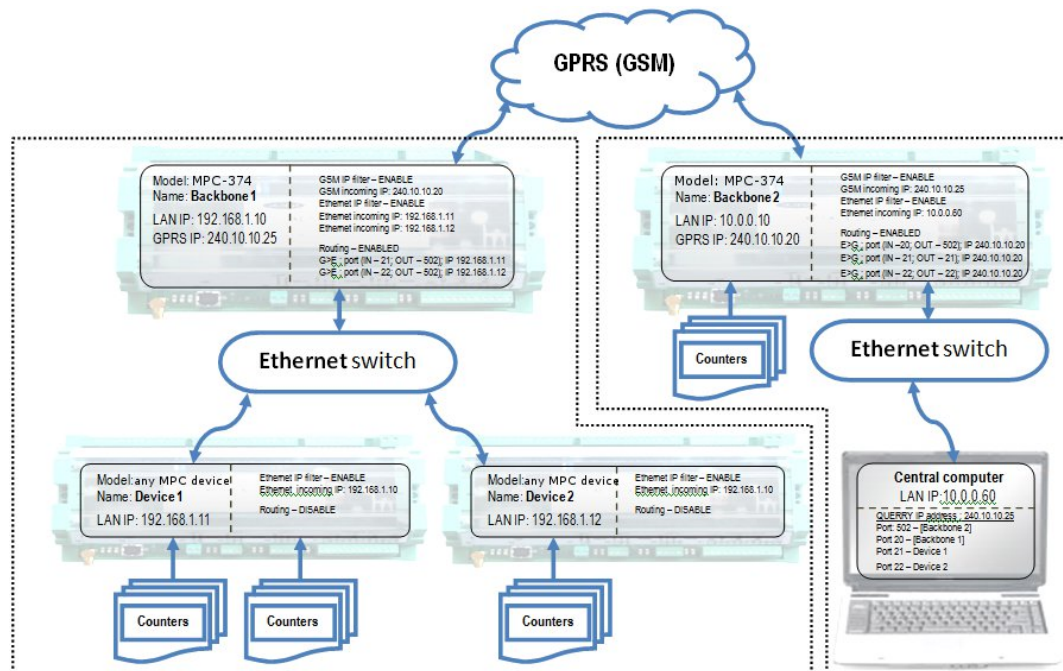 GPRS (GSM)
Model: MPC-374
Name: Backbone1
LAN IP: 192.168.1.10
GPRS IP: 240.10.10.25
GSM IP filter – ENABLE
GSM incoming IP: 240.10.10.20
Ethemet IP filter – ENABLE
Ethemet incoming IP: 192.168.1.11
Ethemet incoming IP: 192.168.1.12
Routing – ENABLED
G>E ; port (IN – 21; OUT – 502); IP 192.168.1.11
G>E ; port (IN – 22; OUT – 502); IP 192.168.1.12
Model: MPC-374
Name: Backbone2
LAN IP: 10.0.0.10
GPRS IP: 240.10.10.20
GSM IP filter – ENABLE
GSM incoming IP: 240.10.10.25
Ethemet IP filter – ENABLE
Ethemet incoming IP: 10.0.0.60
Routing – ENABLED
E>G ; port (IN –20; OUT – 502); IP 240.10.10.20
E>G ; port (IN –21; OUT – 21); IP 240.10.10.20
E>G ; port (IN –22; OUT – 22); IP 240.10.10.20
Ethernet switch
Counters
Ethernet switch
Model:any MPC device
Name: Device1
LAN IP: 192.168.1.11
Ethemet IP filter – ENABLE
Ethemet incoming IP: 192.168.1.10
Routing – DISABLE
Model:any MPC device
Name: Device2
LAN IP: 192.168.1.12
Ethemet IP filter – ENABLE
Ethemet incoming IP: 192.168.1.10
Routing – DISABLE
Central computer
LAN IP:10.0.0.60
QUERRY IP address : 240.10.10.25
Port: 502 – [Backbone 2]
Port 20 – [Backbone 1]
Port 21 – Device 1
Port 22 – Device 2
Counters
Counters
Counters